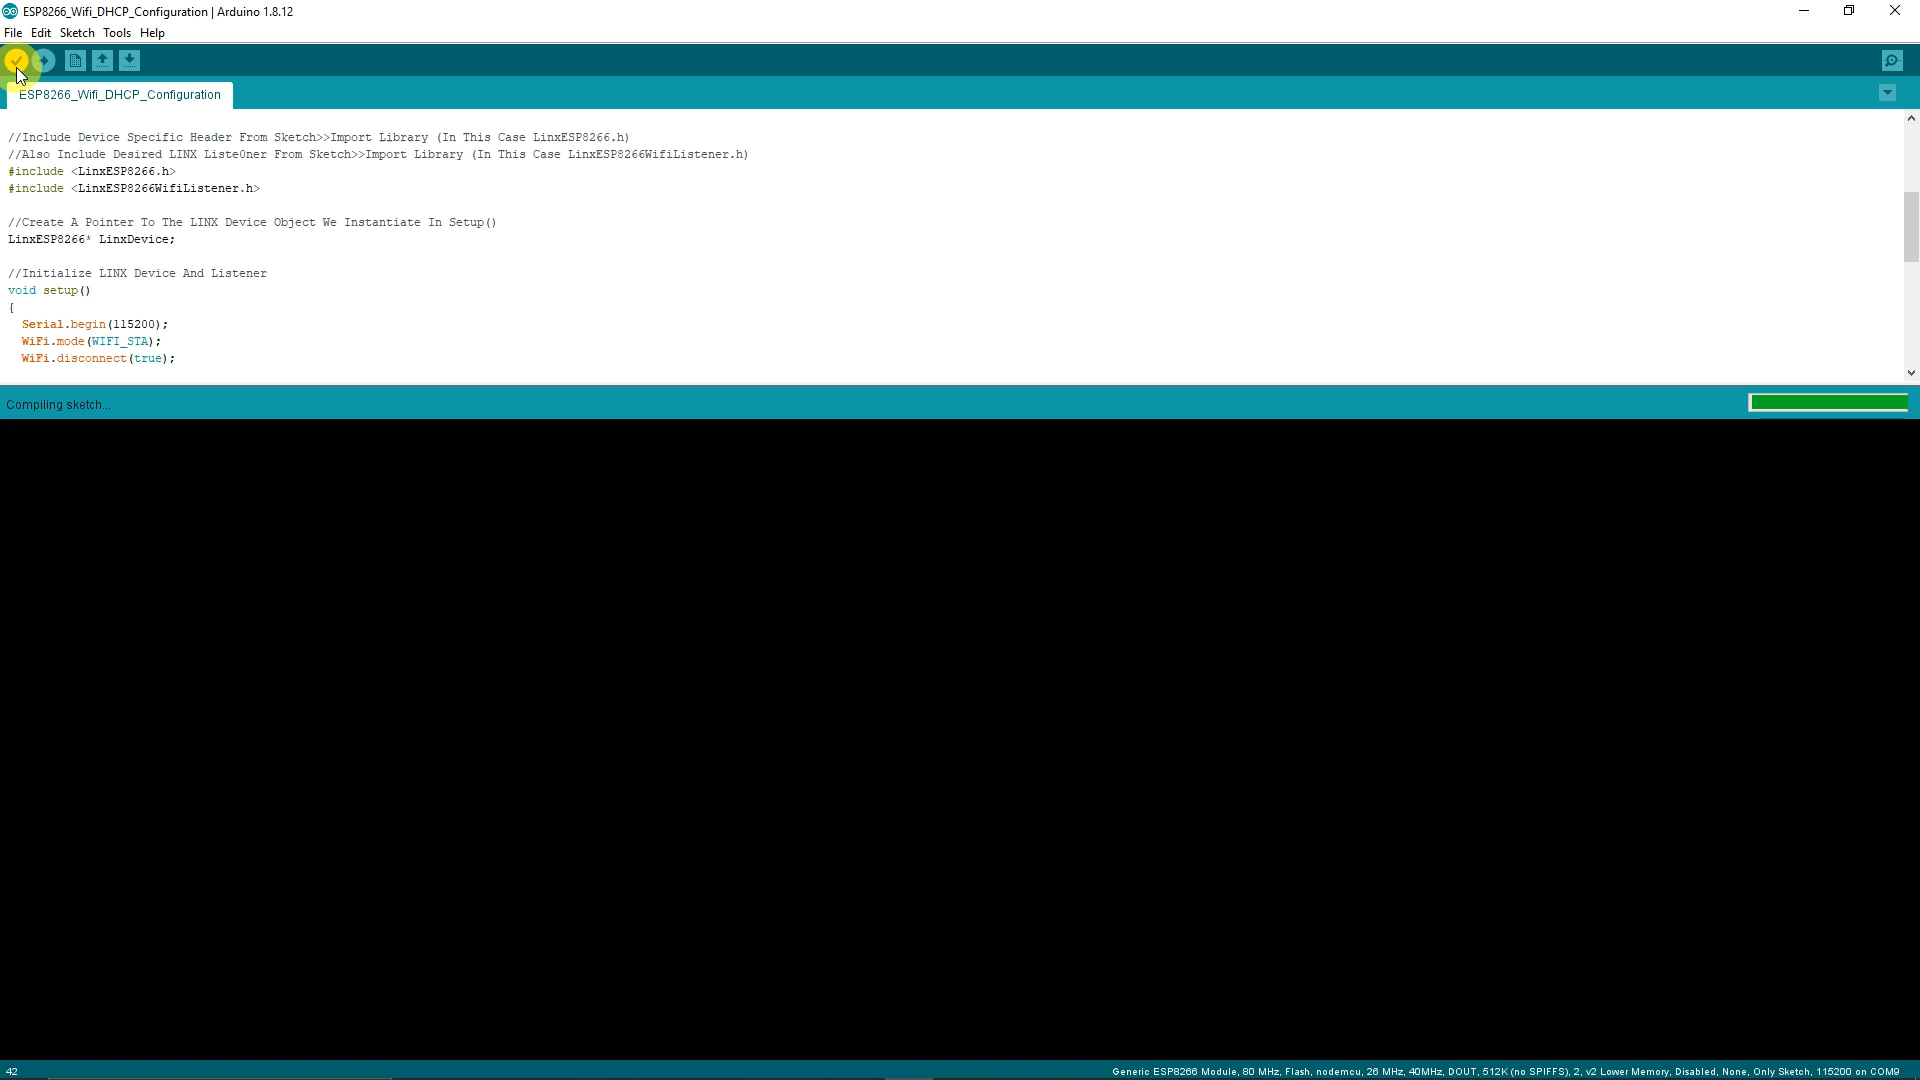 ESP8266_Wifi_DHCP_Configuration | Arduino 1.8.12
File Edit Sketch Tools Help
ESP8266_Wifi_DHCP_Configuration
//Include Device Specific Header From Sketch>>Import Library (In This Case LinxESP8266.h)
//Also Include Desired LINX Liste0ner From Sketch>>Import Library (In This Case LinxESP8266WifiListener.h)
#include <LinxESP8266.h>
#include <LinxESP8266WifiListener.h>
//Create A Pointer To The LINX Device Object We Instantiate In Setup()
LinxESP8266* LinxDevice;
//Initialize LINX Device And Listener
void setup()
{
Serial.begin(115200);
WiFi.mode(WIFI_STA);
WiFi.disconnect(true);
Compiling sketch...
42 Generic ESP8266 Module, 80 MHz, Flash, nodemcu, 26 MHz, 40MHz, DOUT, 512K (no SPIFFS), 2, v2 Lower Memory, Disabled, None, Only Sketch, 115200 on COM9